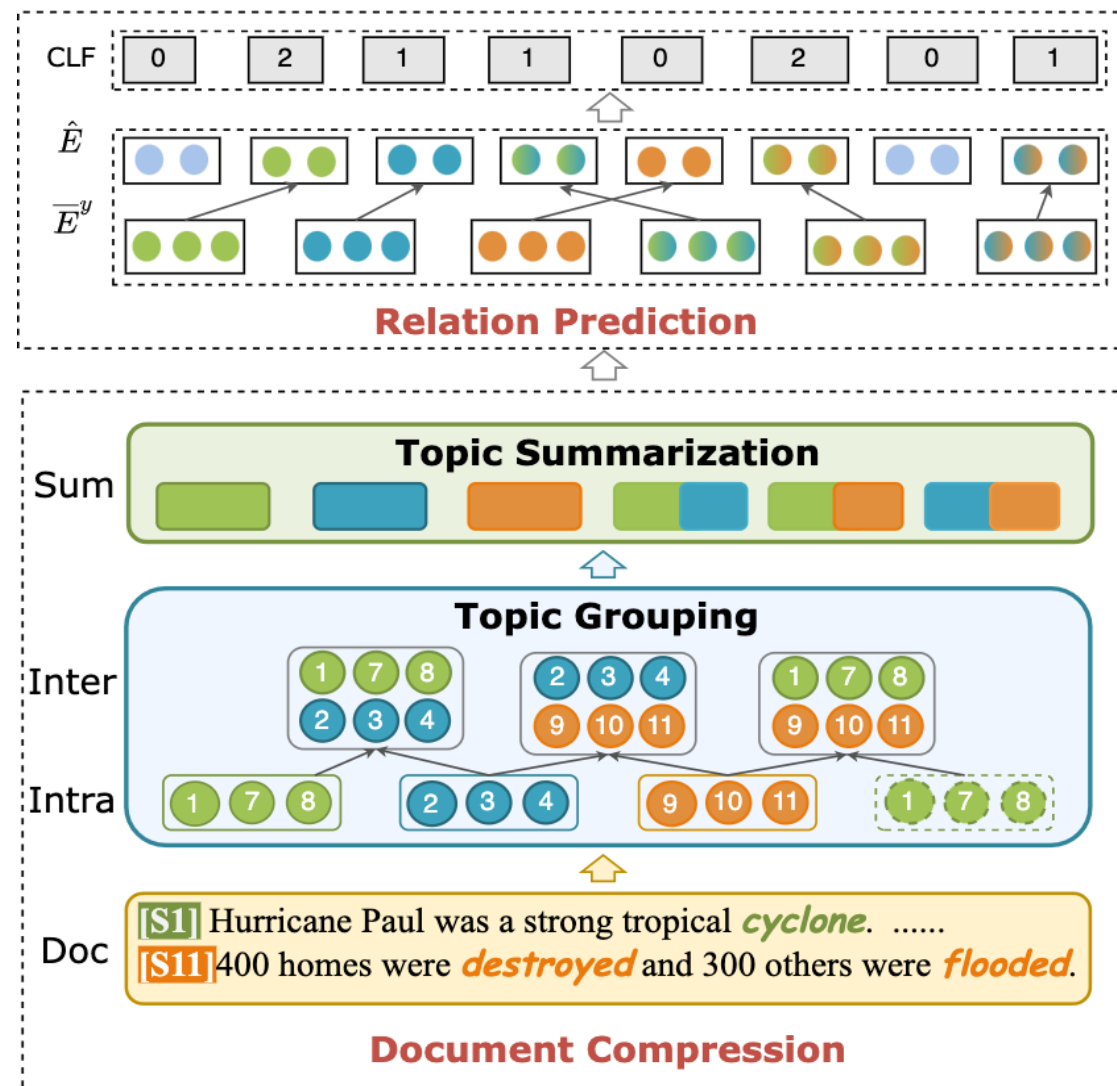 CLF 0 2 1 1 0 2 0 1
Ê
E̅^y
Relation Prediction
Topic Summarization
Sum
Topic Grouping
Inter
1 7 8 2 3 4 1 7 8
2 3 4 9 10 11 9 10 11
Intra 1 7 8 2 3 4 9 10 11 1 7 8
Doc
[S1] Hurricane Paul was a strong tropical cyclone. ......
[S11]400 homes were destroyed and 300 others were flooded.
Document Compression